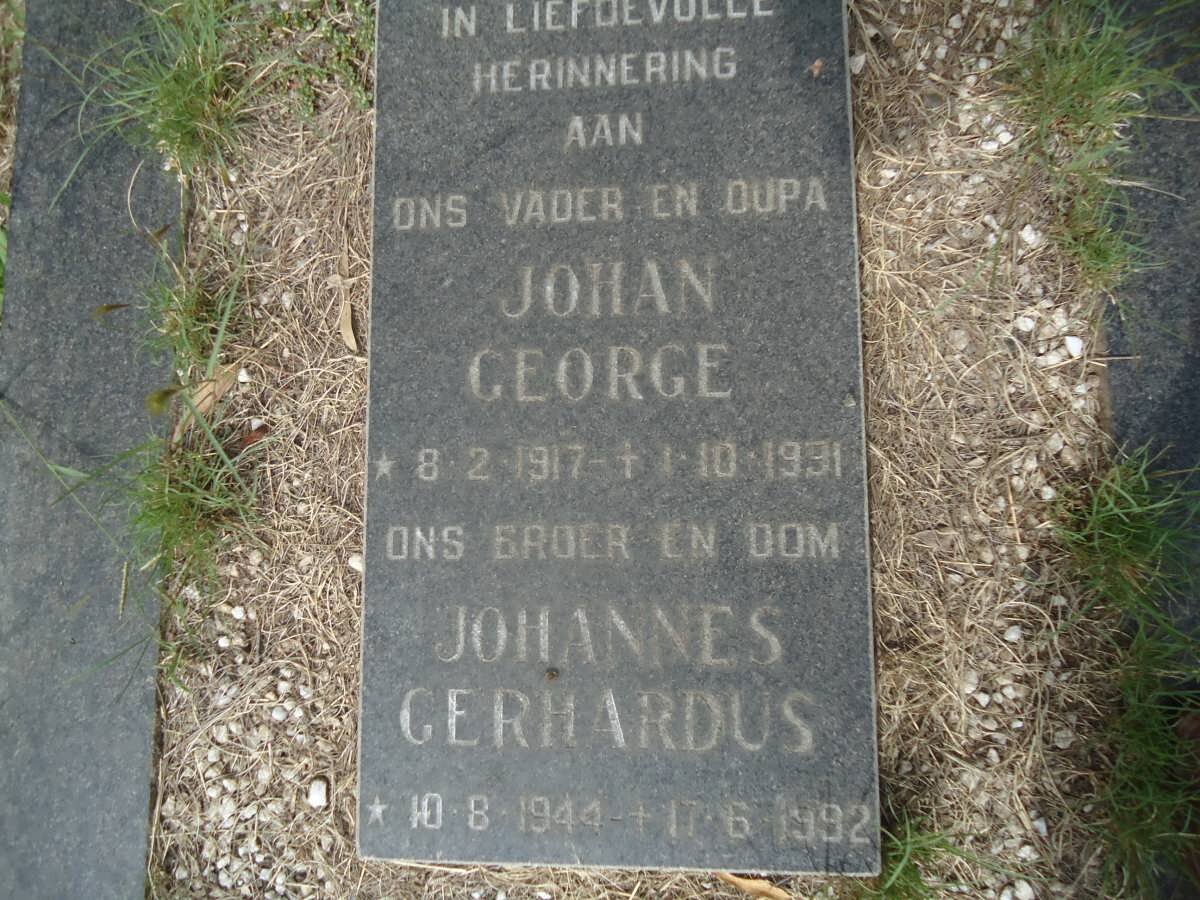 IN LIEFDEVOLLE
HERINNERING
AAN
ONS VADER EN OUPA
JOHAN
GEORGE
★ 8·2·1917-† 1·10·1991
ONS BROER EN OOM
JOHANNES
GERHARDUS
★ 10·8·1944-† 17·6·1992